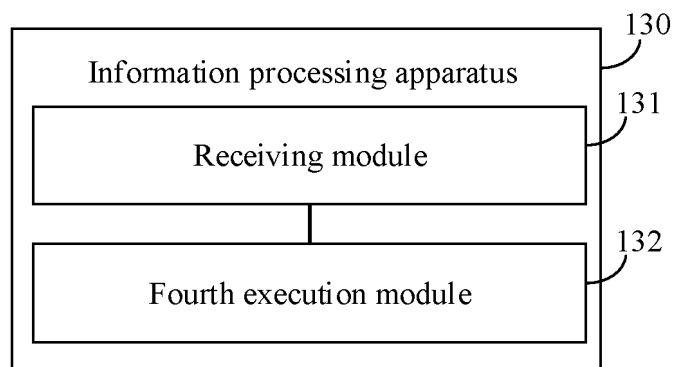 130
Information processing apparatus
131
Receiving module
132
Fourth execution module